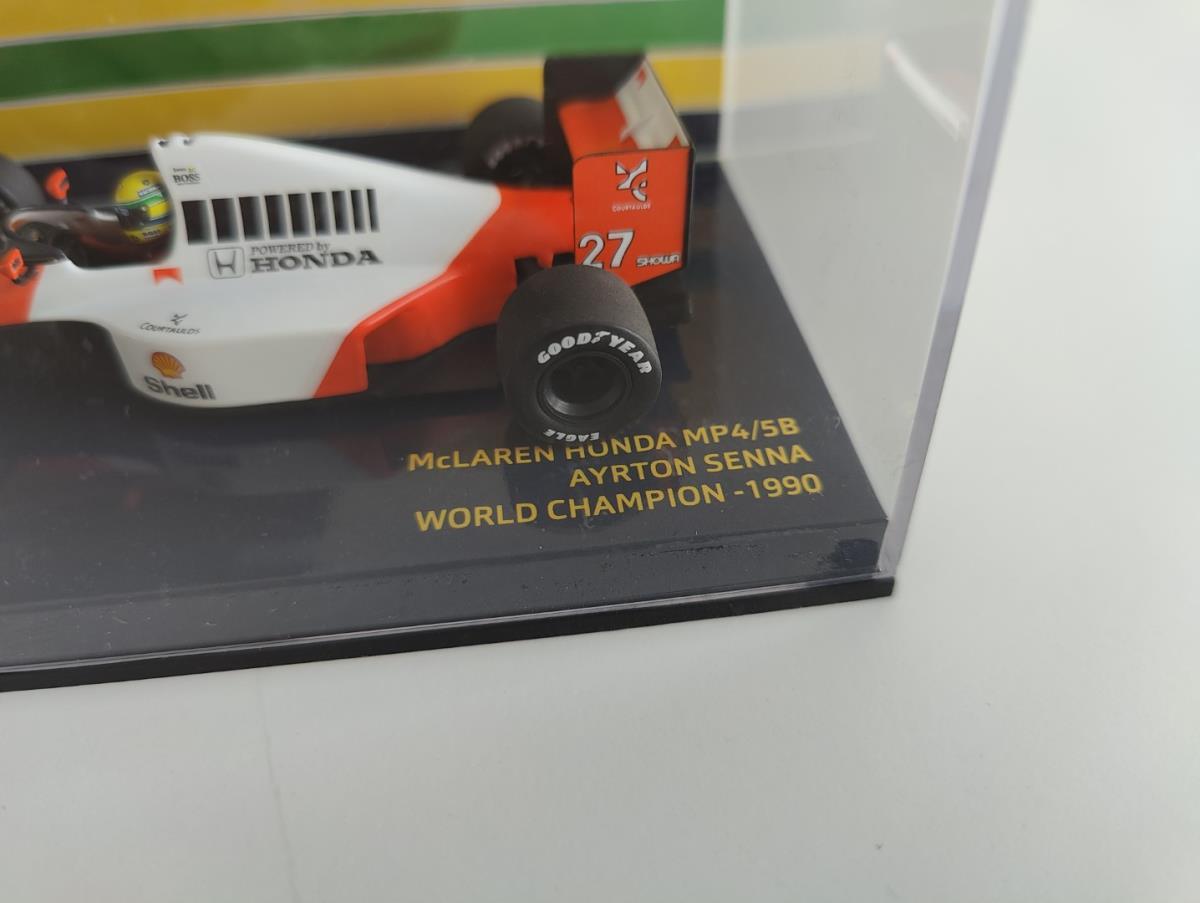 BOSS
POWERED by
HONDA
COURTAULDS
Shell
COURTAULDS
27
SHOWA
GOODYEAR
EAGLE
McLAREN HONDA MP4/5B
AYRTON SENNA
WORLD CHAMPION -1990